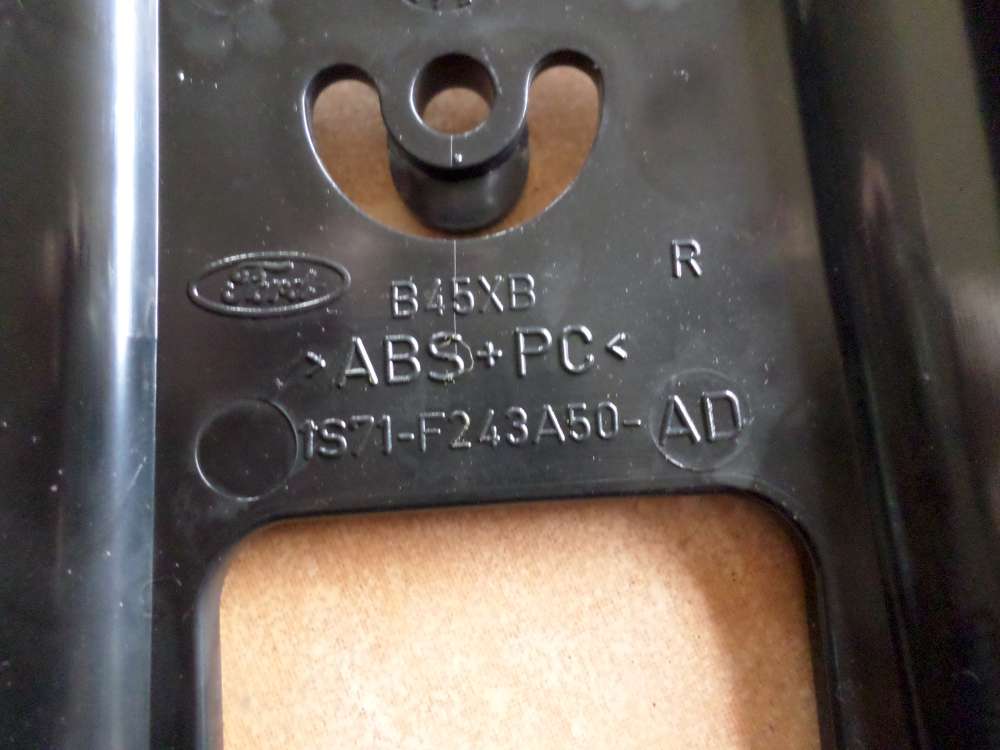 R
Ford B45XB
>ABS+PC<
1S71-F243A50-AD